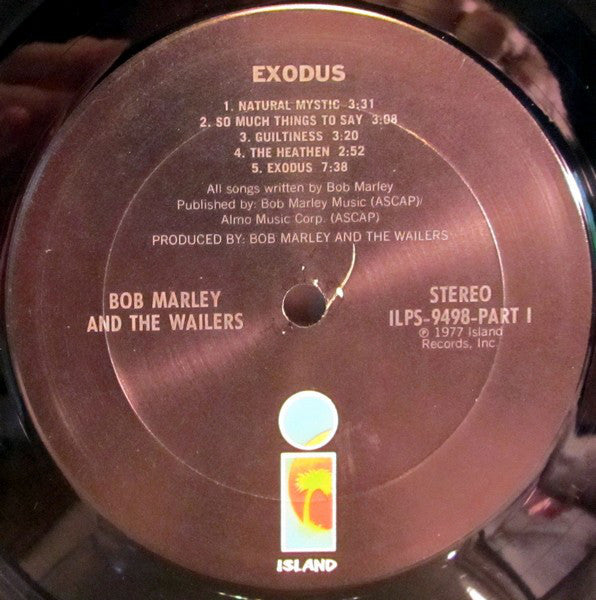 EXODUS
1. NATURAL MYSTIC 3:31
2. SO MUCH THINGS TO SAY 3:08
3. GUILTINESS 3:20
4. THE HEATHEN 2:52
5. EXODUS 7:38
All songs written by Bob Marley
Published by: Bob Marley Music (ASCAP)/
Almo Music Corp. (ASCAP)
PRODUCED BY: BOB MARLEY AND THE WAILERS
BOB MARLEY
AND THE WAILERS
STEREO
ILPS-9498-PART I
℗ 1977 Island
Records, Inc.
ISLAND